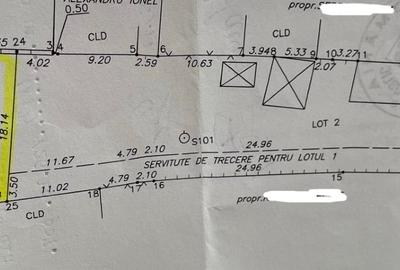 ALEXANDRU IONEL
0.50
propr.
CLD
CLD
24 3 4 5 6 7 8 9 10 11
4.02 9.20 2.59 10.63 3.94 5.33 2.07 3.27
18.14
LOT 2
S101
11.67 4.79 2.10 24.96
SERVITUTE DE TRECERE PENTRU LOTUL 1
3.50 11.02 4.79 2.10 24.96
25 18 17 16 15
CLD
propr.